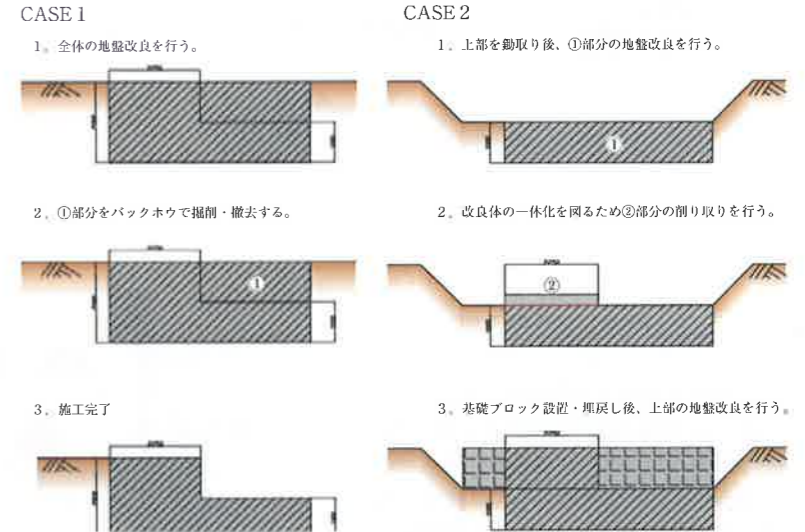 CASE 1
1。全体の地盤改良を行う。
①
2。①部分をバックホウで掘削・撤去する。
3。施工完了
CASE 2
1。上部を鋤取り後、①部分の地盤改良を行う。
①
2。改良体の一体化を図るため②部分の削り取りを行う。
②
3。基礎ブロック設置・埋戻し後、上部の地盤改良を行う。